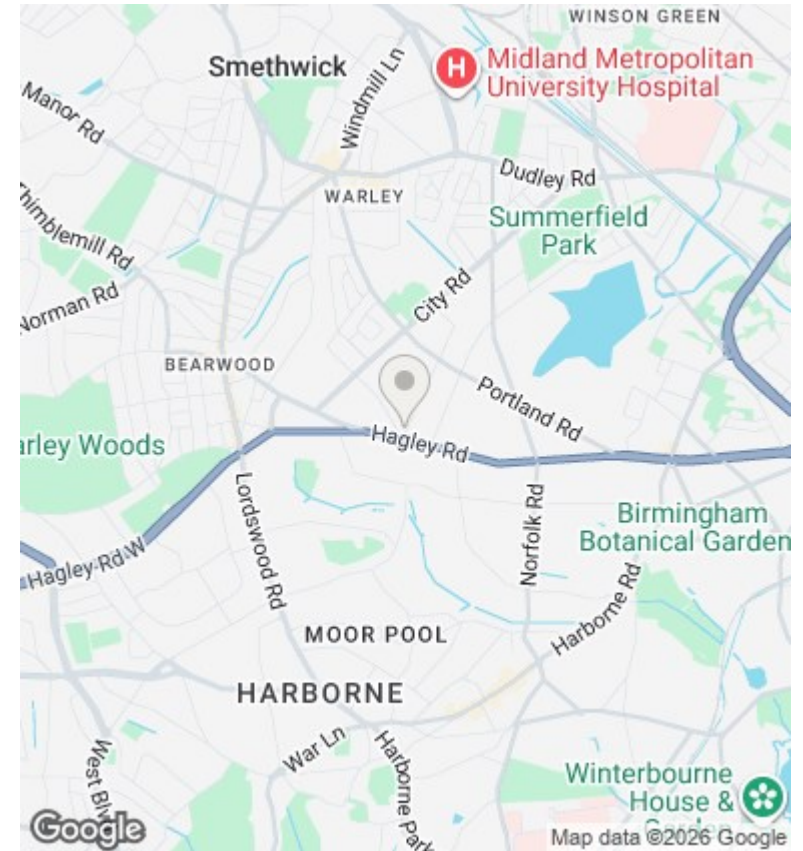 WINSON GREEN
Smethwick
H
Midland Metropolitan
University Hospital
Windmill Ln
Manor Rd
Dudley Rd
WARLEY
Thimblemill Rd
Summerfield
Park
City Rd
Norman Rd
BEARWOOD
Portland Rd
arley Woods
Hagley Rd
Lordswood Rd
Norfolk Rd
Birmingham
Botanical Garden
Hagley Rd W
Harborne Rd
MOOR POOL
HARBORNE
War Ln
West Blv
Harborne Park
Winterbourne
House &
Garden
Google
Map data ©2026 Google